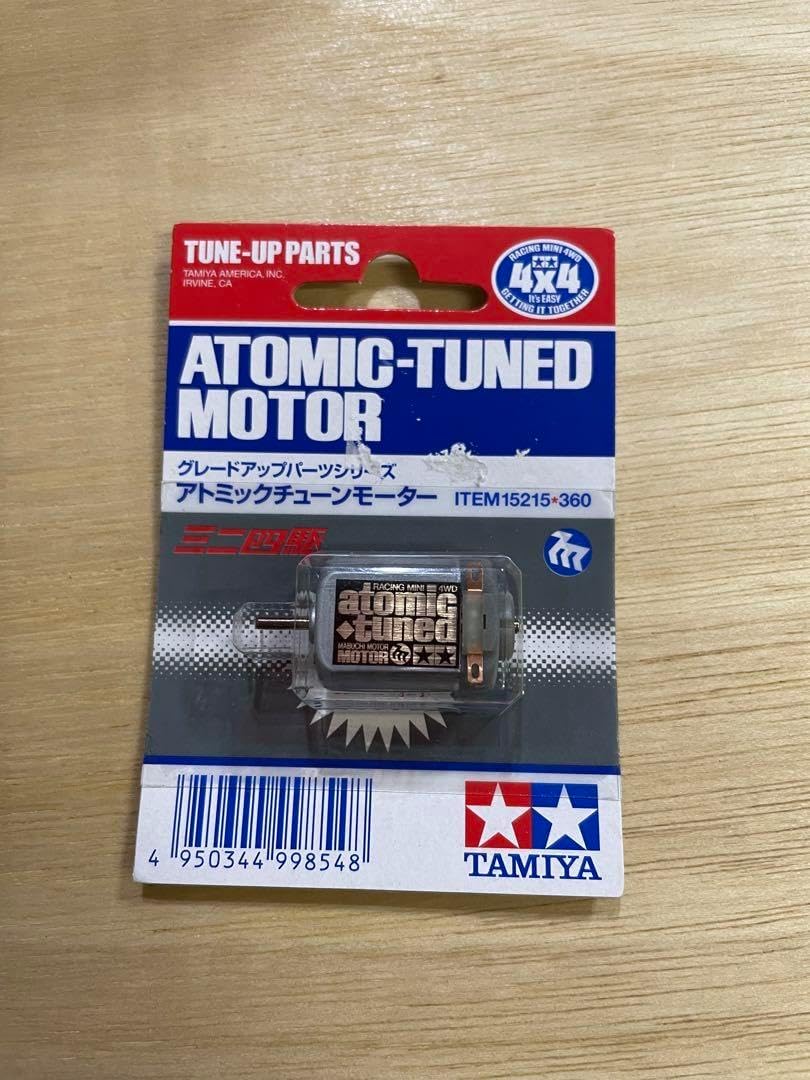 TUNE-UP PARTS
TAMIYA AMERICA, INC.
IRVINE, CA
RACING MINI 4WD
4x4
It's EASY
GETTING IT TOGETHER
ATOMIC-TUNED
MOTOR
グレードアップパーツシリーズ
アトミックチューンモーター ITEM15215*360
ミニ四駆
RACING MINI 4WD
atomic
tuned
MABUCHI MOTOR
MOTOR ★★
4 950344 998548
TAMIYA